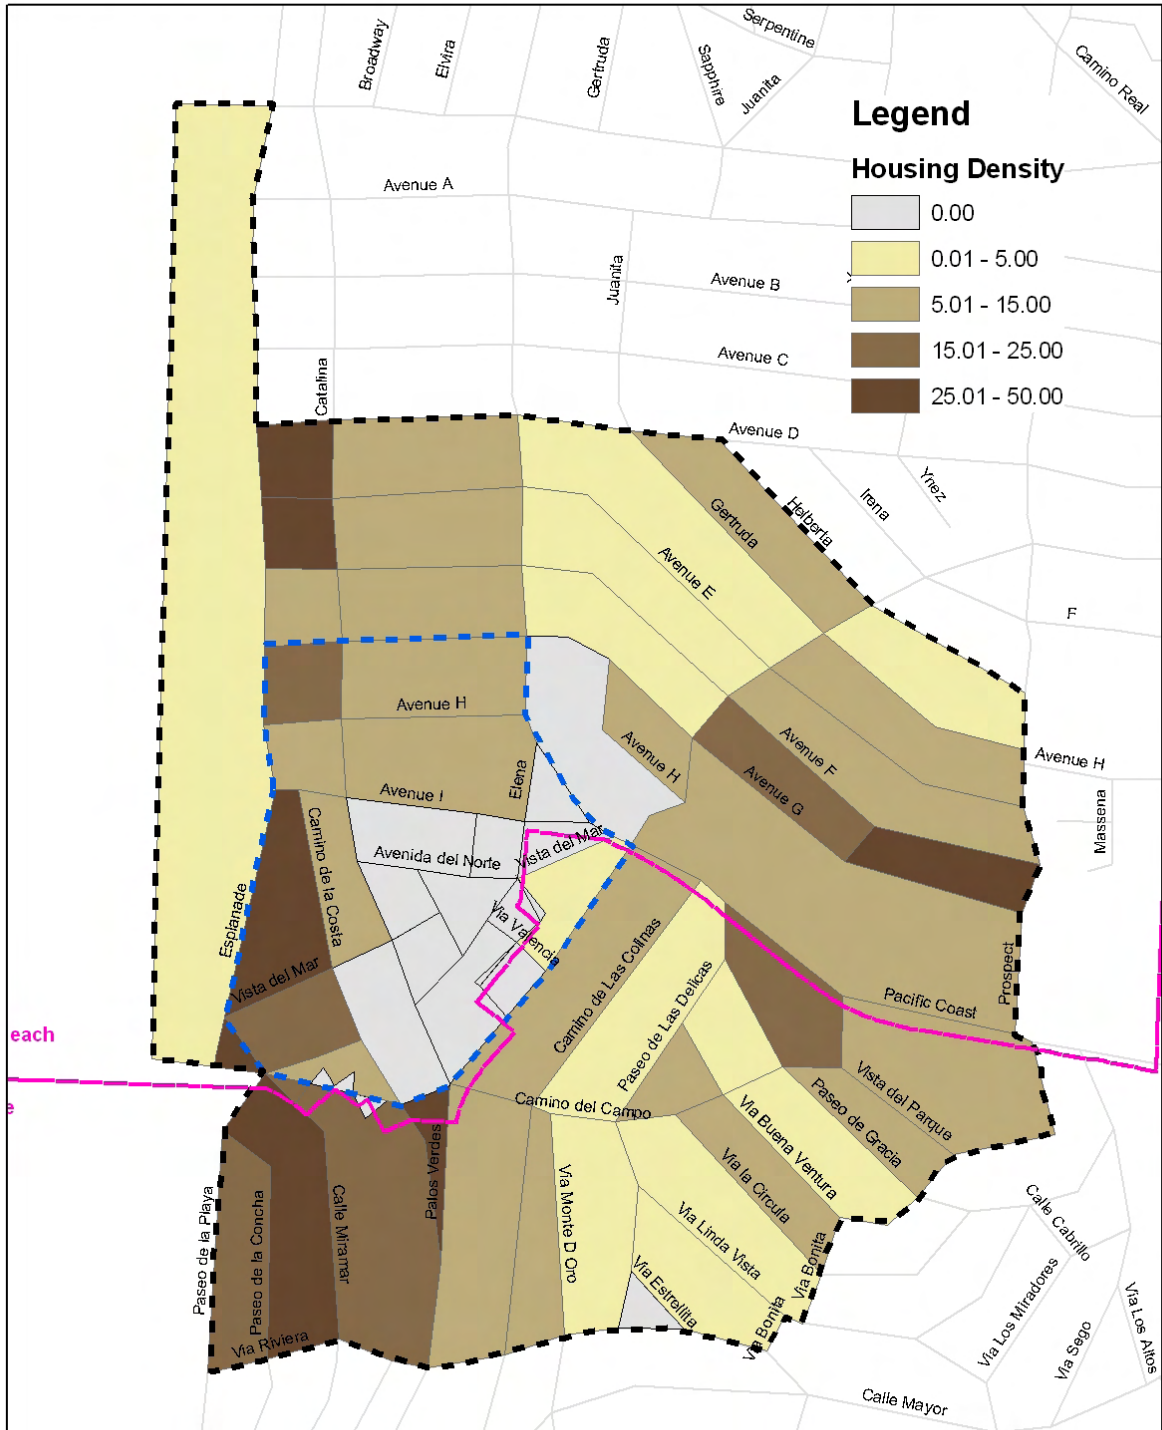 Serpentine
Broadway
Elvira
Gertruda
Sapphire
Juanita
Camino Real
Legend
Housing Density
0.00
0.01 - 5.00
5.01 - 15.00
15.01 - 25.00
25.01 - 50.00
Avenue A
Juanita
Avenue B
Avenue C
Catalina
Avenue D
Ynez
Irena
Helberta
Gertruda
Avenue E
F
Avenue H
Avenue H
Avenue F
Avenue H
Elena
Avenue G
Avenue I
Massena
Camino de la Costa
Vista del Mar
Avenida del Norte
Esplanade
Via Valencia
Camino de Las Colinas
Paseo de Las Delicas
Prospect
Vista del Mar
Pacific Coast
each
e
Camino del Campo
Vista del Parque
Paseo de Gracia
Via Buena Ventura
Palos Verdes
Via la Circula
Paseo de la Playa
Paseo de la Concha
Calle Miramar
Via Monte D Oro
Via Linda Vista
Via Bonita
Calle Cabrillo
Via Estrellita
Via Los Miradores
Via Los Altos
Via Sego
Via Bonita
Via Riviera
Calle Mayor